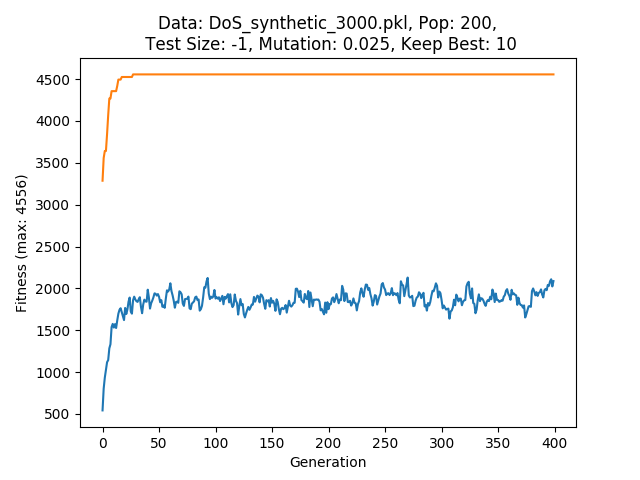 Data: DoS_synthetic_3000.pkl, Pop: 200,
Test Size: -1, Mutation: 0.025, Keep Best: 10
Fitness (max: 4556)
4500
4000
3500
3000
2500
2000
1500
1000
500
0 50 100 150 200 250 300 350 400
Generation